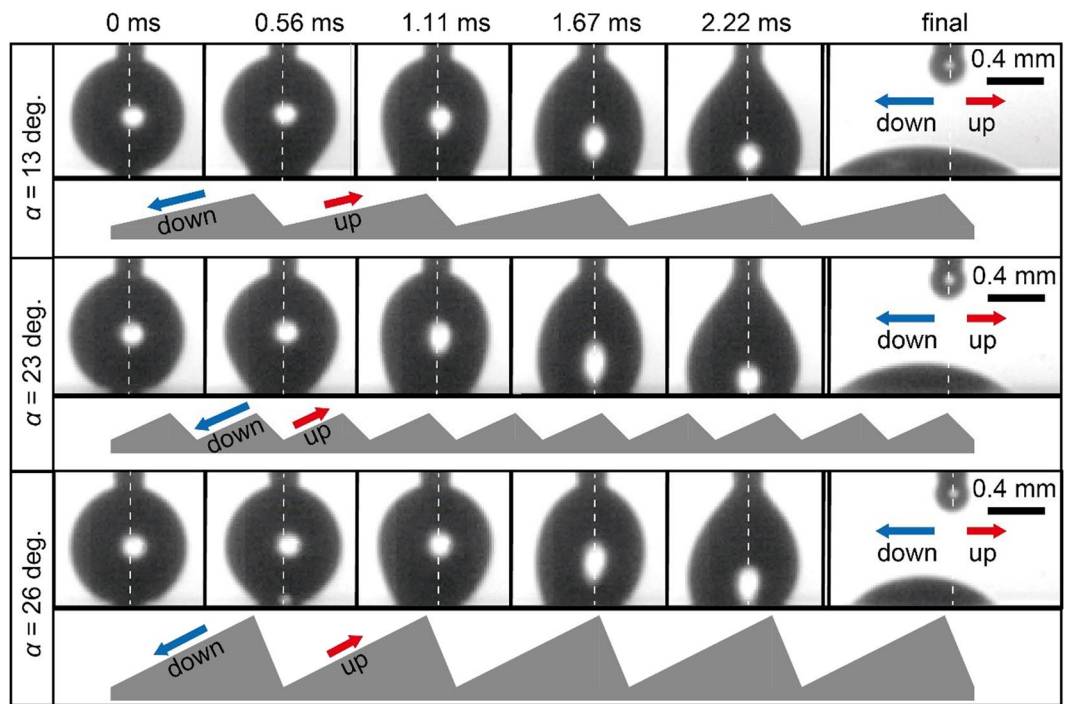 0 ms 0.56 ms 1.11 ms 1.67 ms 2.22 ms final
α = 13 deg.
0.4 mm
down up
down up
α = 23 deg.
0.4 mm
down up
down up
α = 26 deg.
0.4 mm
down up
down up